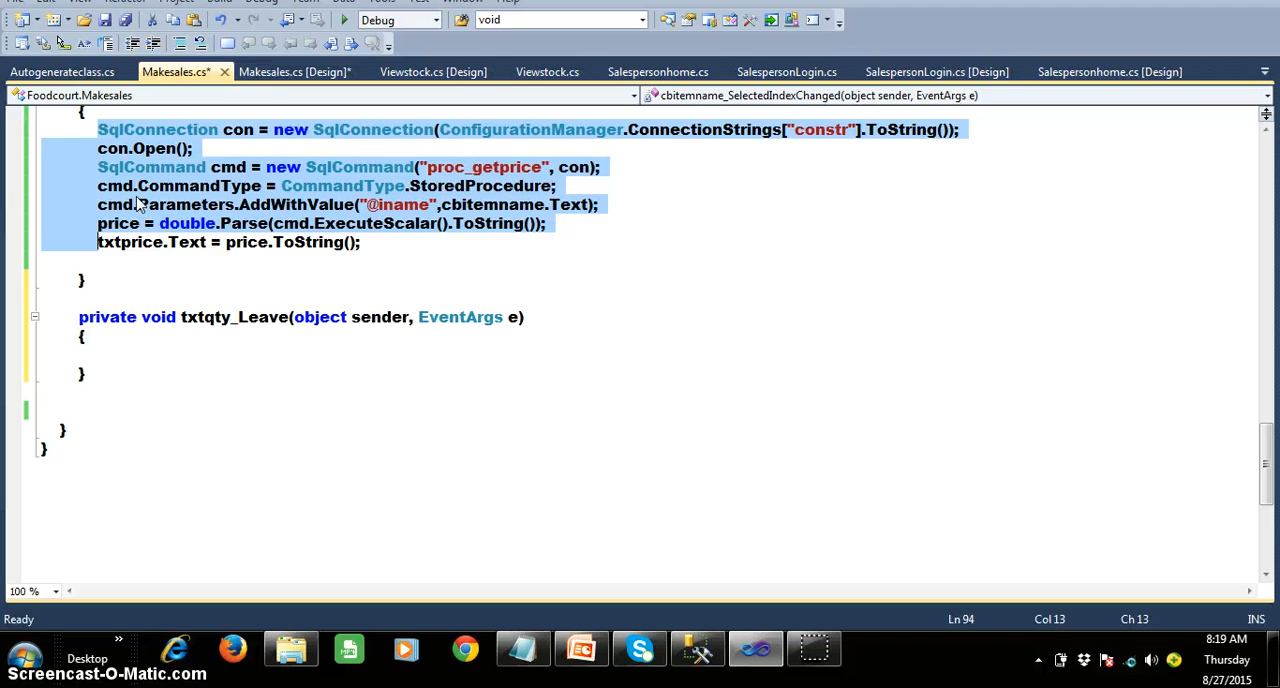 Debug
void
Autogenerateclass.cs
Makesales.cs*
Makesales.cs [Design]*
Viewstock.cs [Design]
Viewstock.cs
Salespersonhome.cs
SalespersonLogin.cs
SalespersonLogin.cs [Design]
Salespersonhome.cs [Design]
Foodcourt.Makesales
cbitemname_SelectedIndexChanged(object sender, EventArgs e)
{
SqlConnection con = new SqlConnection(ConfigurationManager.ConnectionStrings["constr"].ToString());
con.Open();
SqlCommand cmd = new SqlCommand("proc_getprice", con);
cmd.CommandType = CommandType.StoredProcedure;
cmd.Parameters.AddWithValue("@iname",cbitemname.Text);
price = double.Parse(cmd.ExecuteScalar().ToString());
txtprice.Text = price.ToString();
}
private void txtqty_Leave(object sender, EventArgs e)
{
}
}
}
100 %
Ready
Ln 94
Col 13
Ch 13
INS
Desktop
8:19 AM
Thursday
8/27/2015
Screencast-O-Matic.com